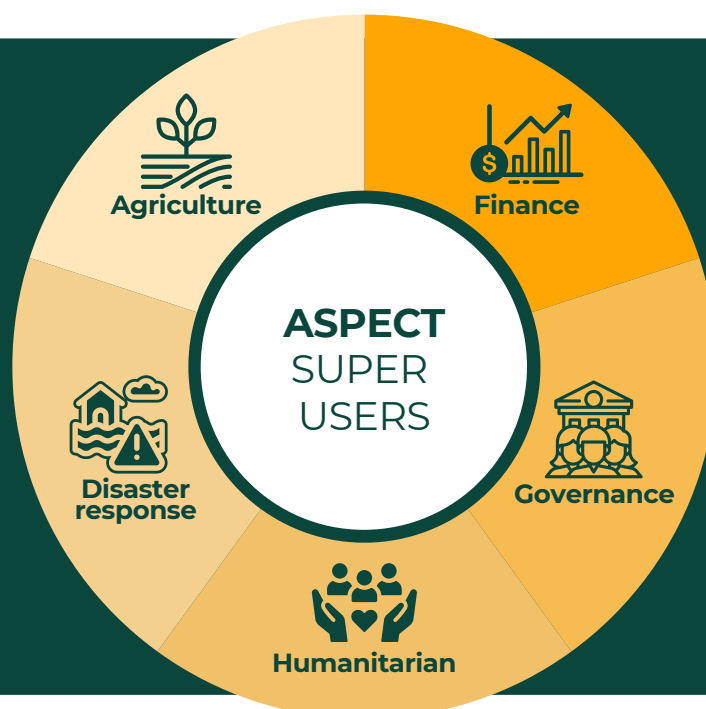 Agriculture
Finance
ASPECT
SUPER
USERS
Disaster
response
Governance
Humanitarian
$